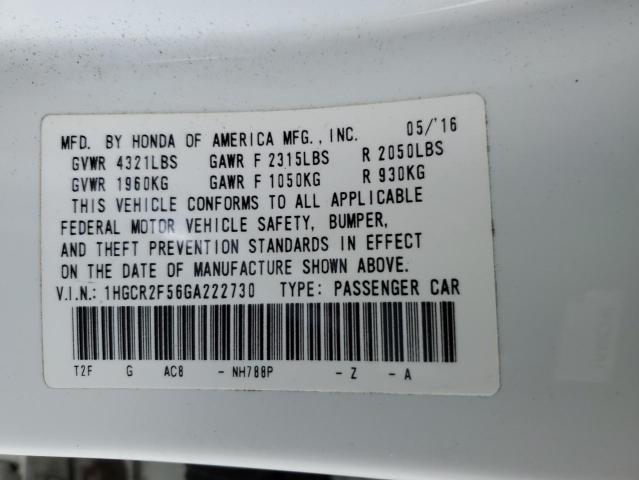 MFD. BY HONDA OF AMERICA MFG., INC. 05/'16
GVWR 4321LBS GAWR F 2315LBS R 2050LBS
GVWR 1960KG GAWR F 1050KG R 930KG
THIS VEHICLE CONFORMS TO ALL APPLICABLE
FEDERAL MOTOR VEHICLE SAFETY, BUMPER,
AND THEFT PREVENTION STANDARDS IN EFFECT
ON THE DATE OF MANUFACTURE SHOWN ABOVE.
V.I.N.: 1HGCR2F56GA222730 TYPE: PASSENGER CAR
T2F G AC8 - NH788P - Z - A